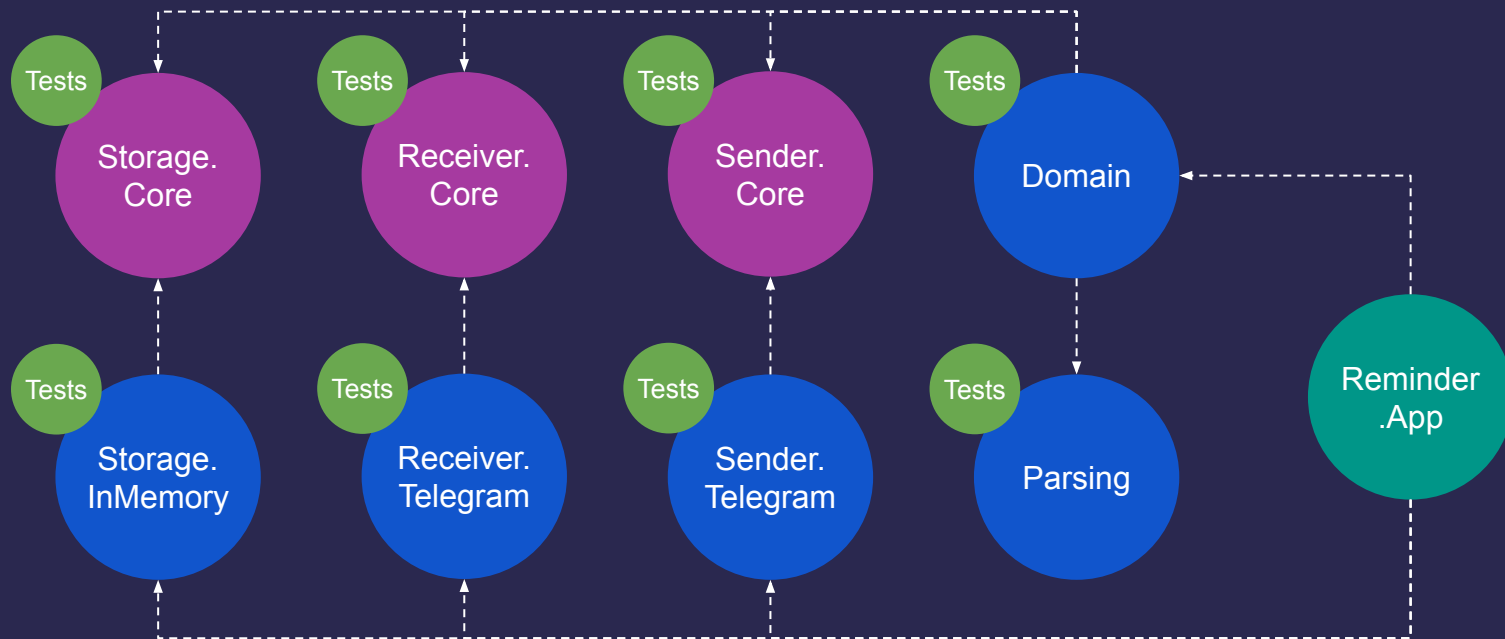 Tests
Storage.
Core
Tests
Receiver.
Core
Tests
Sender.
Core
Tests
Domain
Tests
Storage.
InMemory
Tests
Receiver.
Telegram
Tests
Sender.
Telegram
Tests
Parsing
Reminder
.App